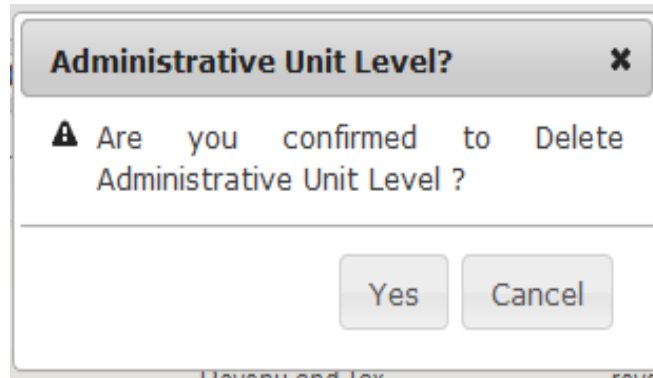 Administrative Unit Level?
Are you confirmed to Delete
Administrative Unit Level ?
Yes Cancel